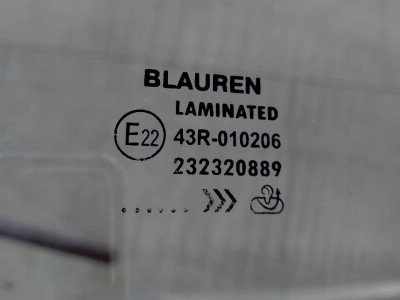 BLAUREN
LAMINATED
E22 43R-010206
232320889